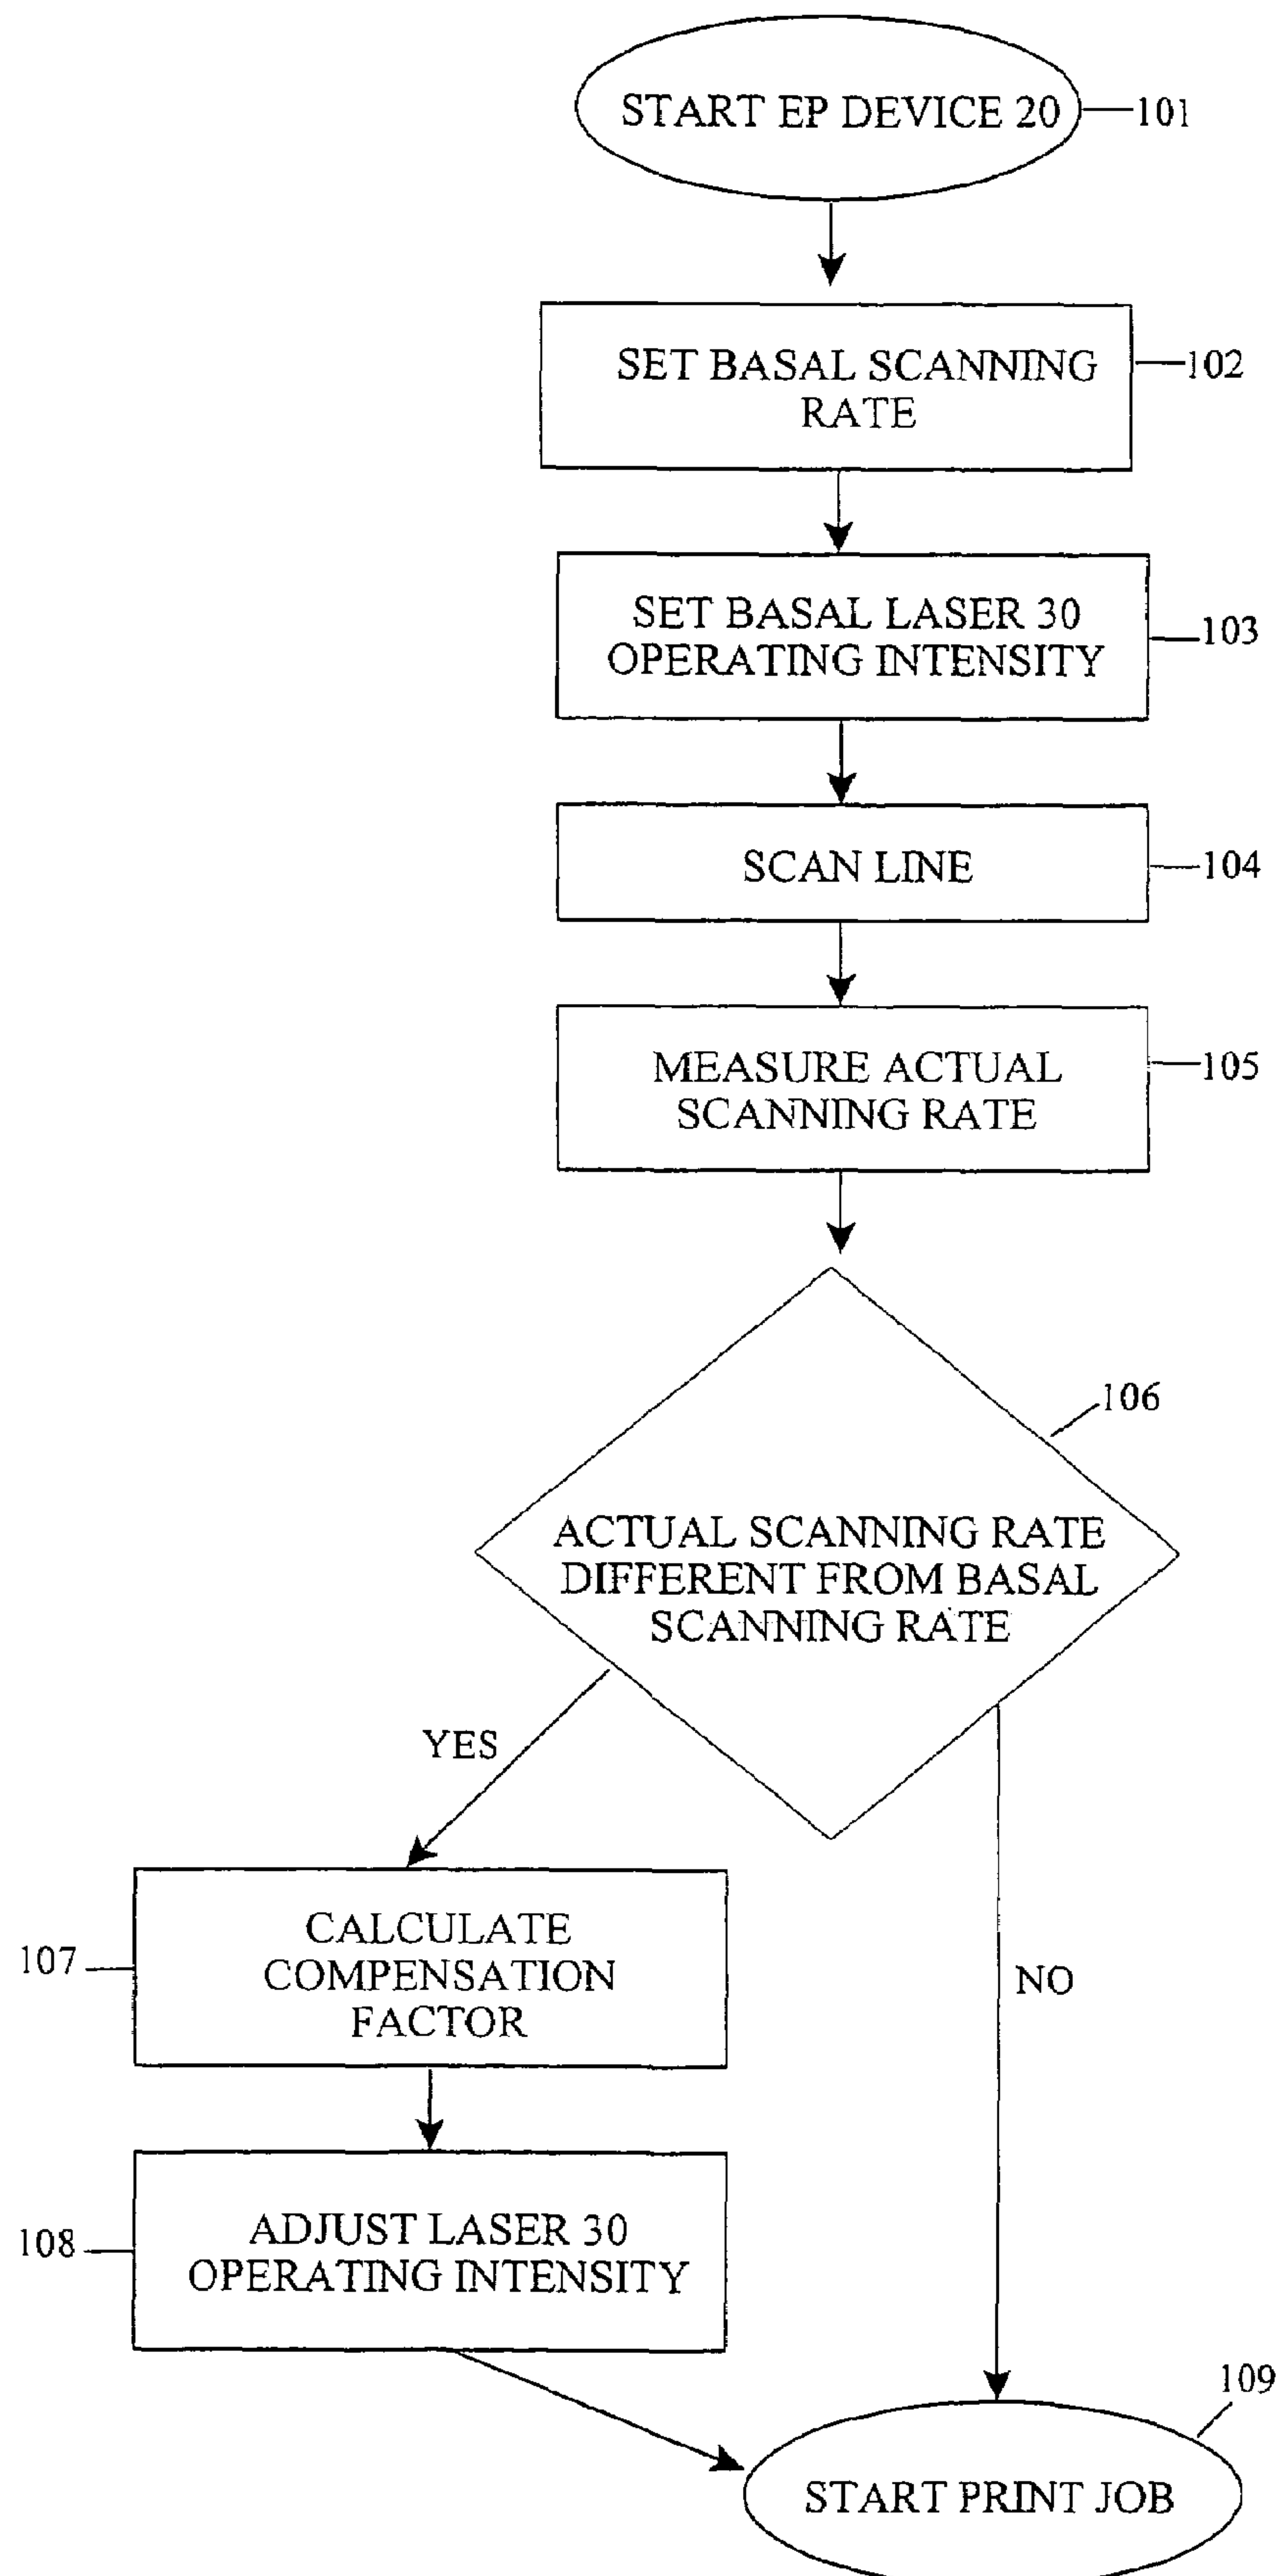 START EP DEVICE 20
101
SET BASAL SCANNING
RATE
102
SET BASAL LASER 30
OPERATING INTENSITY
103
SCAN LINE
104
MEASURE ACTUAL
SCANNING RATE
105
106
ACTUAL SCANNING RATE
DIFFERENT FROM BASAL
SCANNING RATE
YES
NO
107
CALCULATE
COMPENSATION
FACTOR
108
ADJUST LASER 30
OPERATING INTENSITY
109
START PRINT JOB